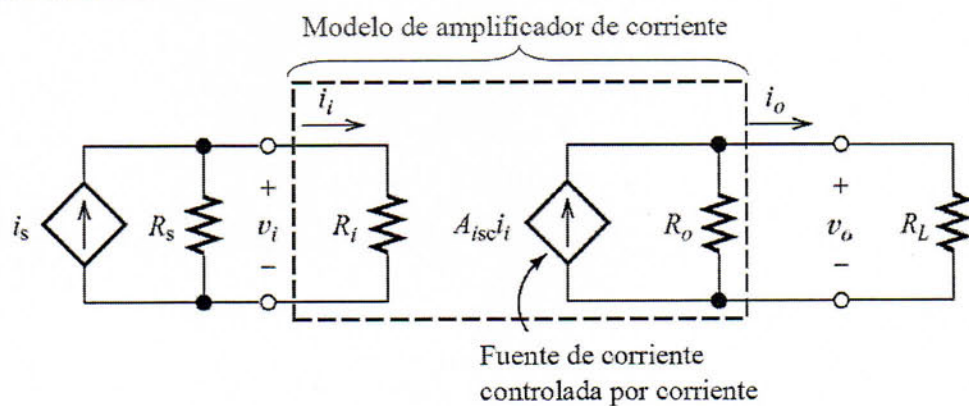 Modelo de amplificador de corriente
i_i
i_o
i_s
R_s
+
v_i
−
R_i
A_isc i_i
R_o
+
v_o
−
R_L
Fuente de corriente
controlada por corriente